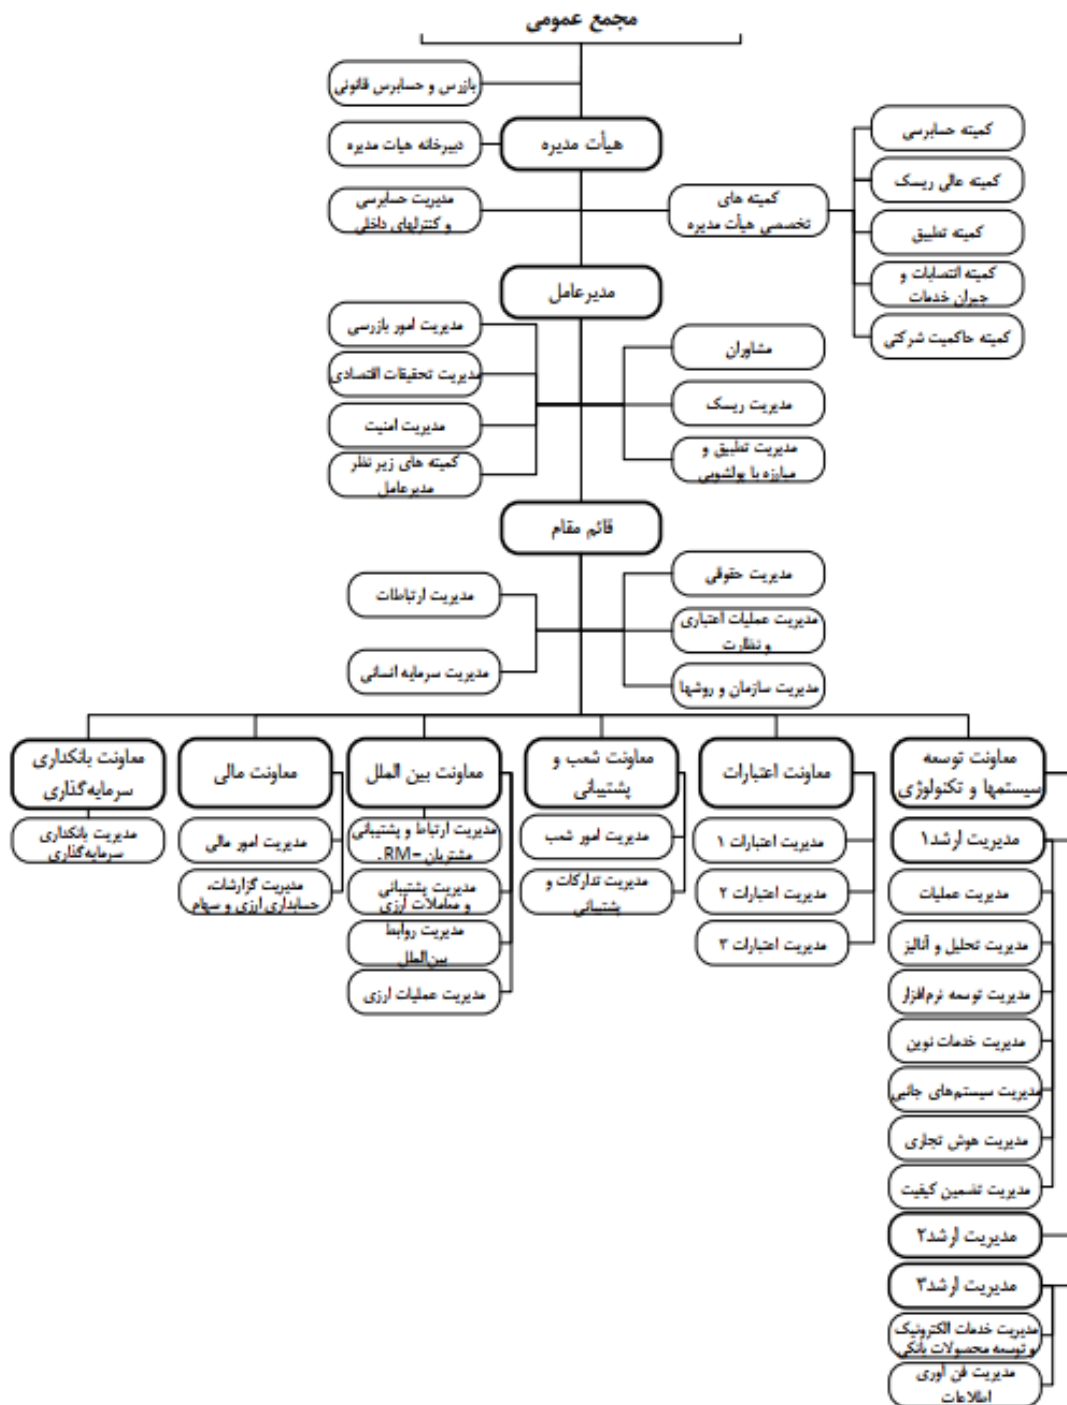 مجمع عمومی
بازرس و حسابرس قانونی
هیأت مدیره
دبیرخانه هیات مدیره
کمیته حسابرسی
کمیته عالی ریسک
کمیته تطبیق
کمیته انتصابات و
جبران خدمات
کمیته حاکمیت شرکتی
کمیته های
تخصصی هیأت مدیره
مدیریت حسابرسی
و کنترلهای داخلی
مدیرعامل
مشاوران
مدیریت ریسک
مدیریت تطبیق و
مبارزه با پولشویی
مدیریت امور بازرسی
مدیریت تحقیقات اقتصادی
مدیریت امنیت
کمیته های زیر نظر
مدیرعامل
قائم مقام
مدیریت حقوقی
مدیریت عملیات اعتباری
و نظارت
مدیریت سازمان و روشها
مدیریت ارتباطات
مدیریت سرمایه انسانی
معاونت توسعه
سیستمها و تکنولوژی
مدیریت ارشد۱
مدیریت عملیات
مدیریت تحلیل و آنالیز
مدیریت توسعه نرم‌افزار
مدیریت خدمات نوین
مدیریت سیستم‌های جانبی
مدیریت هوش تجاری
مدیریت تضمین کیفیت
مدیریت ارشد۲
مدیریت ارشد۳
مدیریت خدمات الکترونیک
و توسعه محصولات بانکی
مدیریت فن آوری
اطلاعات
معاونت اعتبارات
مدیریت اعتبارات ۱
مدیریت اعتبارات ۲
مدیریت اعتبارات ۳
معاونت شعب و
پشتیبانی
مدیریت امور شعب
مدیریت تدارکات و
پشتیبانی
معاونت بین الملل
مدیریت ارتباط و پشتیبانی
مشتریان -RM.
مدیریت پشتیبانی
و معاملات ارزی
مدیریت روابط
بین‌الملل
مدیریت عملیات ارزی
معاونت مالی
مدیریت امور مالی
مدیریت گزارشات،
حسابداری ارزی و سهام
معاونت بانکداری
سرمایه‌گذاری
مدیریت بانکداری
سرمایه‌گذاری